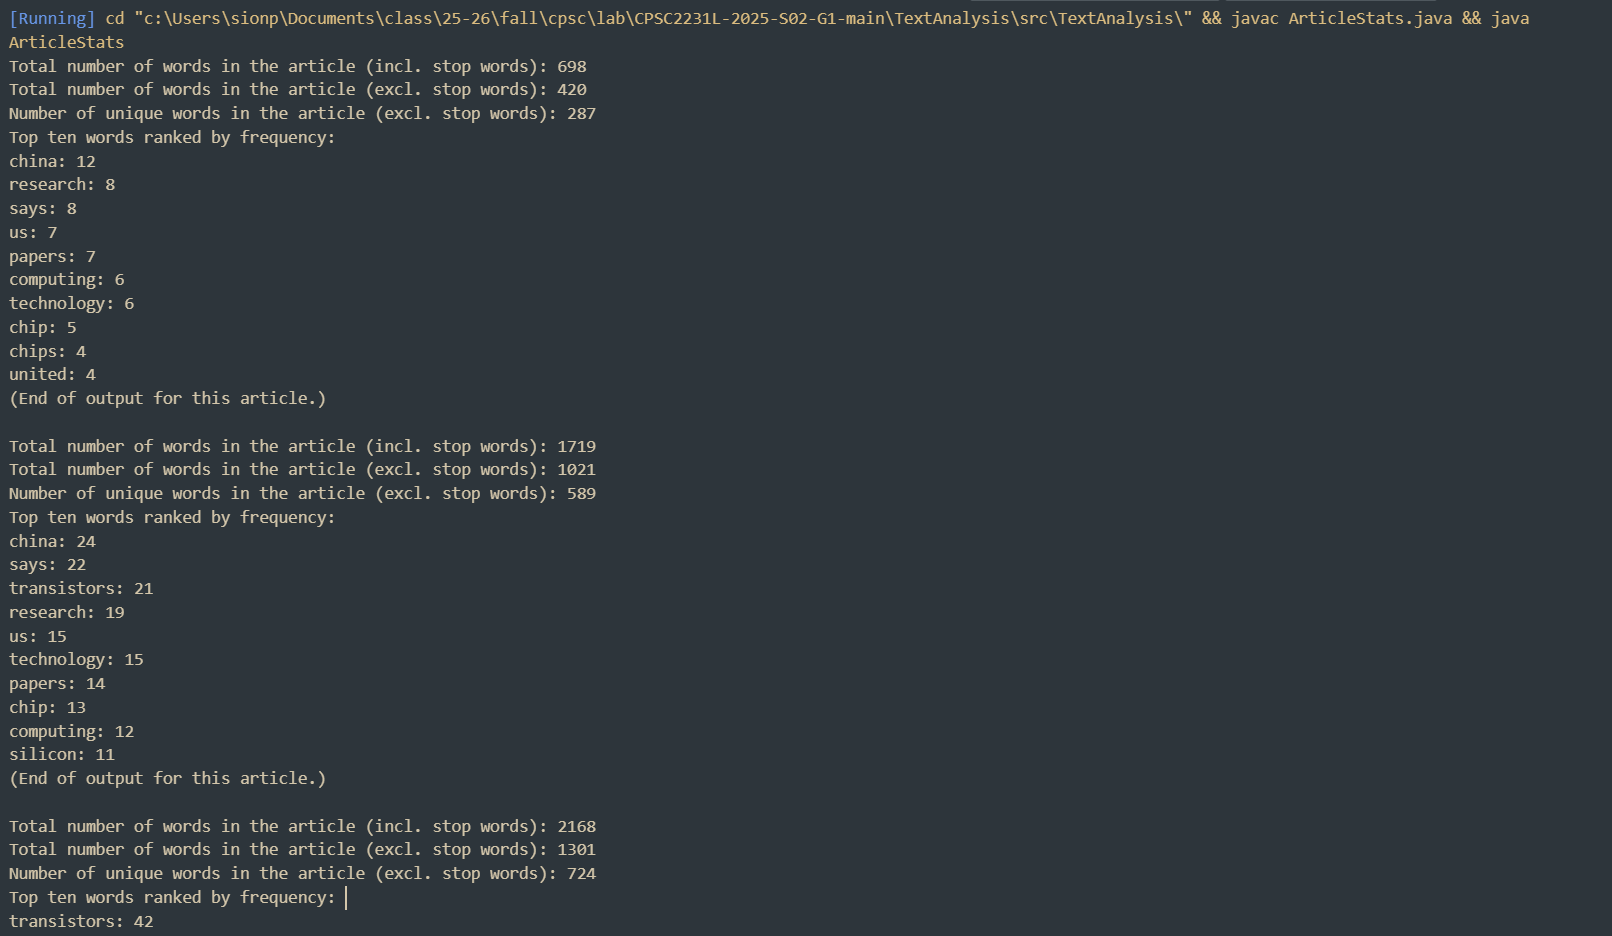 [Running] cd "c:\Users\sionp\Documents\class\25-26\fall\cpsc\lab\CPSC2231L-2025-S02-G1-main\TextAnalysis\src\TextAnalysis\" && javac ArticleStats.java && java
ArticleStats
Total number of words in the article (incl. stop words): 698
Total number of words in the article (excl. stop words): 420
Number of unique words in the article (excl. stop words): 287
Top ten words ranked by frequency:
china: 12
research: 8
says: 8
us: 7
papers: 7
computing: 6
technology: 6
chip: 5
chips: 4
united: 4
(End of output for this article.)

Total number of words in the article (incl. stop words): 1719
Total number of words in the article (excl. stop words): 1021
Number of unique words in the article (excl. stop words): 589
Top ten words ranked by frequency:
china: 24
says: 22
transistors: 21
research: 19
us: 15
technology: 15
papers: 14
chip: 13
computing: 12
silicon: 11
(End of output for this article.)

Total number of words in the article (incl. stop words): 2168
Total number of words in the article (excl. stop words): 1301
Number of unique words in the article (excl. stop words): 724
Top ten words ranked by frequency:
transistors: 42